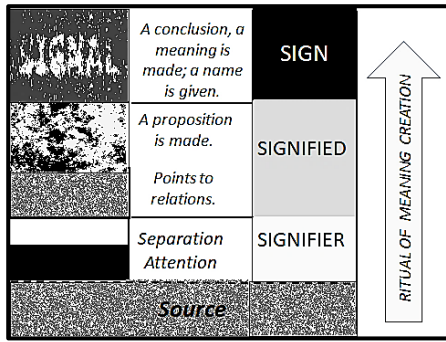 SIGNAL
A conclusion, a
meaning is
made; a name
is given.
SIGN
A proposition
is made.
Points to
relations.
SIGNIFIED
Separation
Attention
SIGNIFIER
Source
RITUAL OF MEANING CREATION